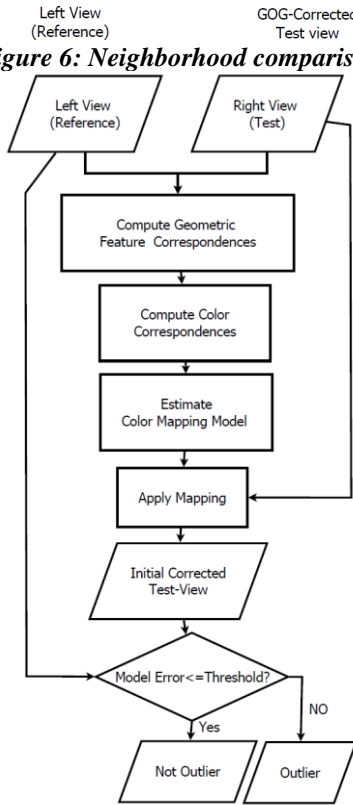 Left View
(Reference)
GOG-Corrected
Test view
igure 6: Neighborhood comparis
Left View
(Reference)
Right View
(Test)
Compute Geometric
Feature Correspondences
Compute Color
Correspondences
Estimate
Color Mapping Model
Apply Mapping
Initial Corrected
Test-View
Model Error<=Threshold?
NO
Yes
Not Outlier
Outlier